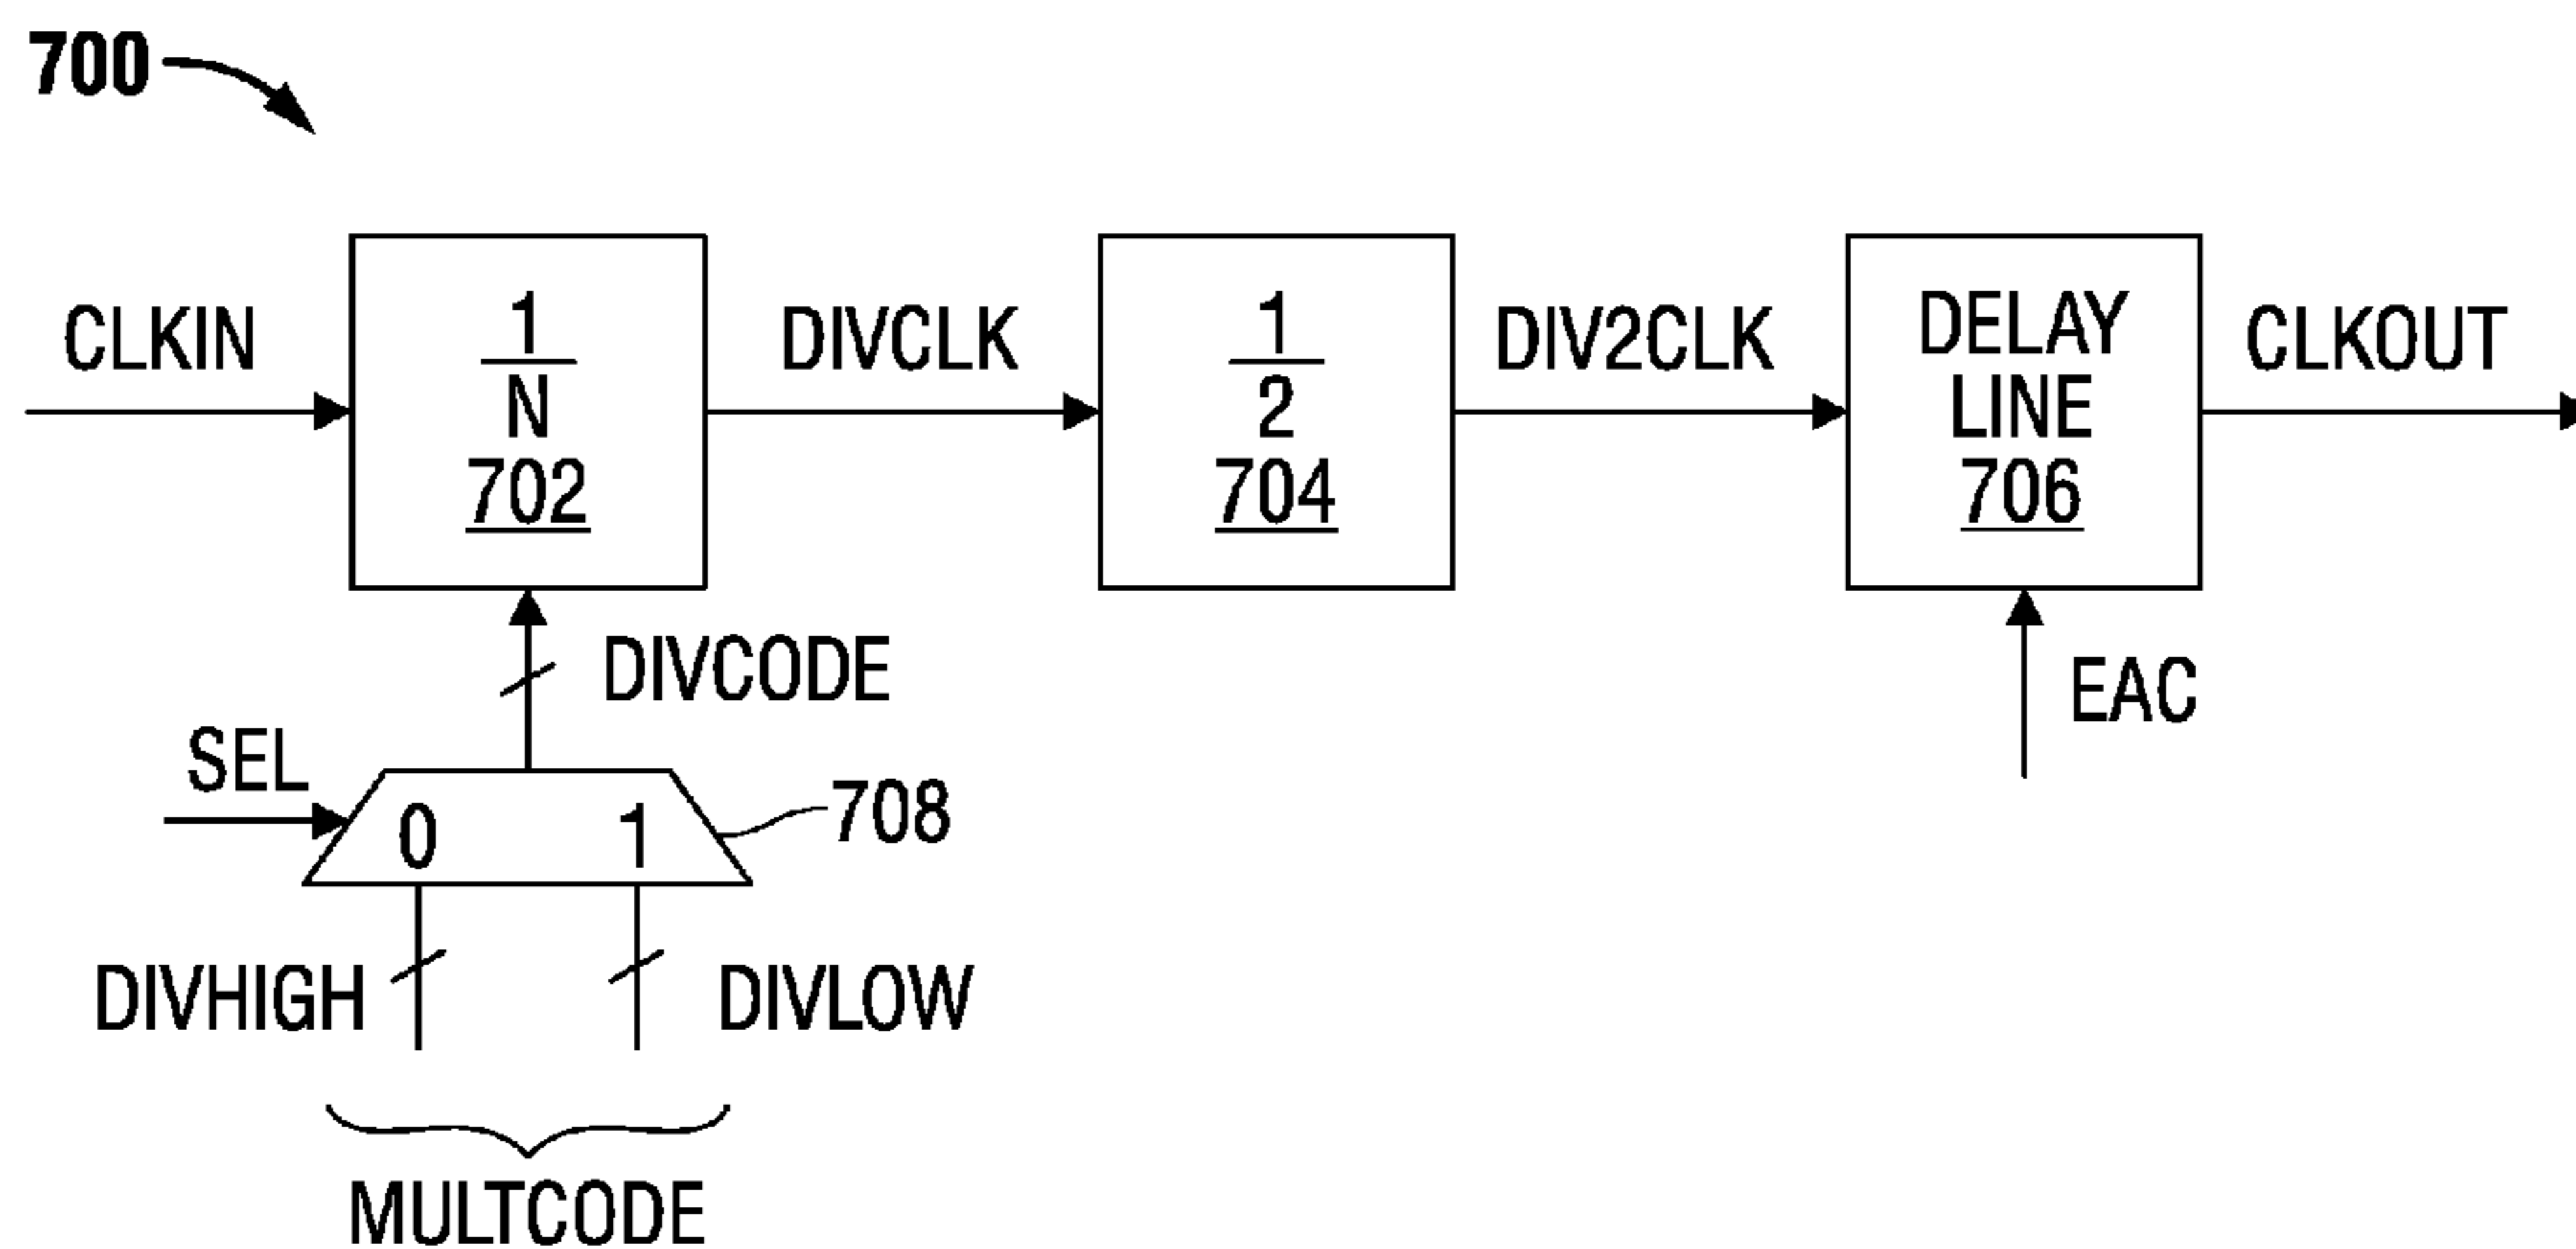 700
CLKIN
1
N
702
DIVCLK
1
2
704
DIV2CLK
DELAY
LINE
706
CLKOUT
DIVCODE
EAC
SEL
0 1
708
DIVHIGH
DIVLOW
MULTCODE